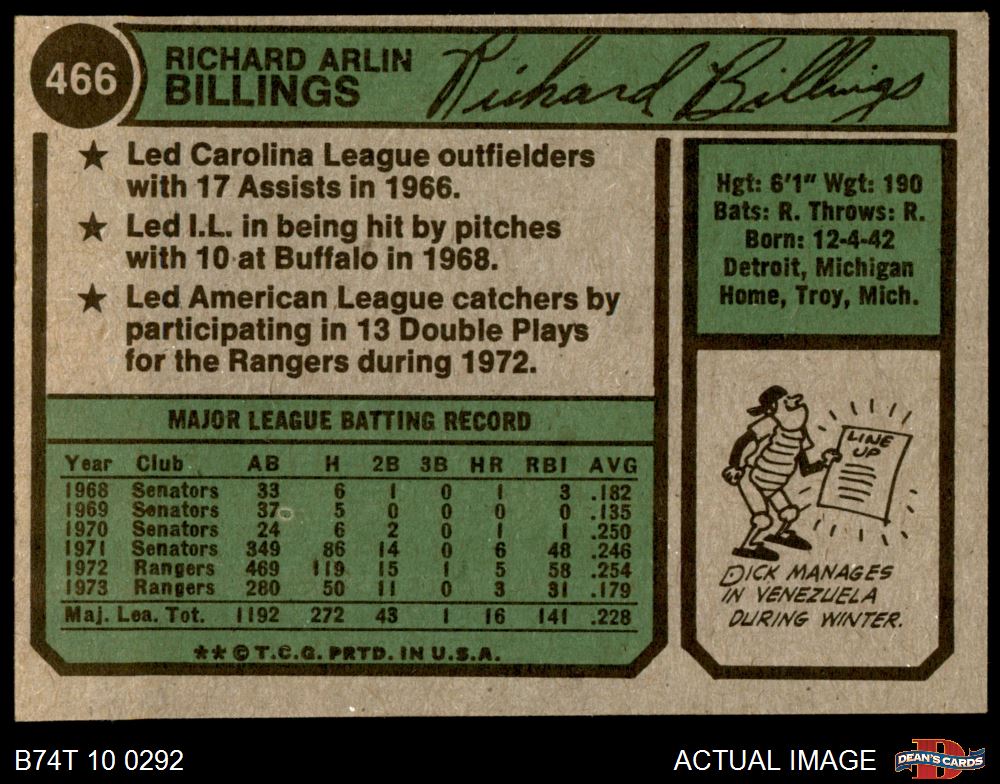 466
RICHARD ARLIN
BILLINGS
Richard Billings
★ Led Carolina League outfielders
with 17 Assists in 1966.
★ Led I.L. in being hit by pitches
with 10 at Buffalo in 1968.
★ Led American League catchers by
participating in 13 Double Plays
for the Rangers during 1972.
Hgt: 6'1" Wgt: 190
Bats: R. Throws: R.
Born: 12-4-42
Detroit, Michigan
Home, Troy, Mich.
MAJOR LEAGUE BATTING RECORD
Year Club AB H 2B 3B HR RBI AVG
1968 Senators 33 6 1 0 1 3 .182
1969 Senators 37 5 0 0 0 0 .135
1970 Senators 24 6 2 0 1 1 .250
1971 Senators 349 86 14 0 6 48 .246
1972 Rangers 469 119 15 1 5 58 .254
1973 Rangers 280 50 11 0 3 31 .179
Maj. Lea. Tot. 1192 272 43 1 16 141 .228
** © T.C.G. PRTD. IN U.S.A.
LINE
UP
DICK MANAGES
IN VENEZUELA
DURING WINTER.
B74T 10 0292
ACTUAL IMAGE
D
DEAN'S CARDS